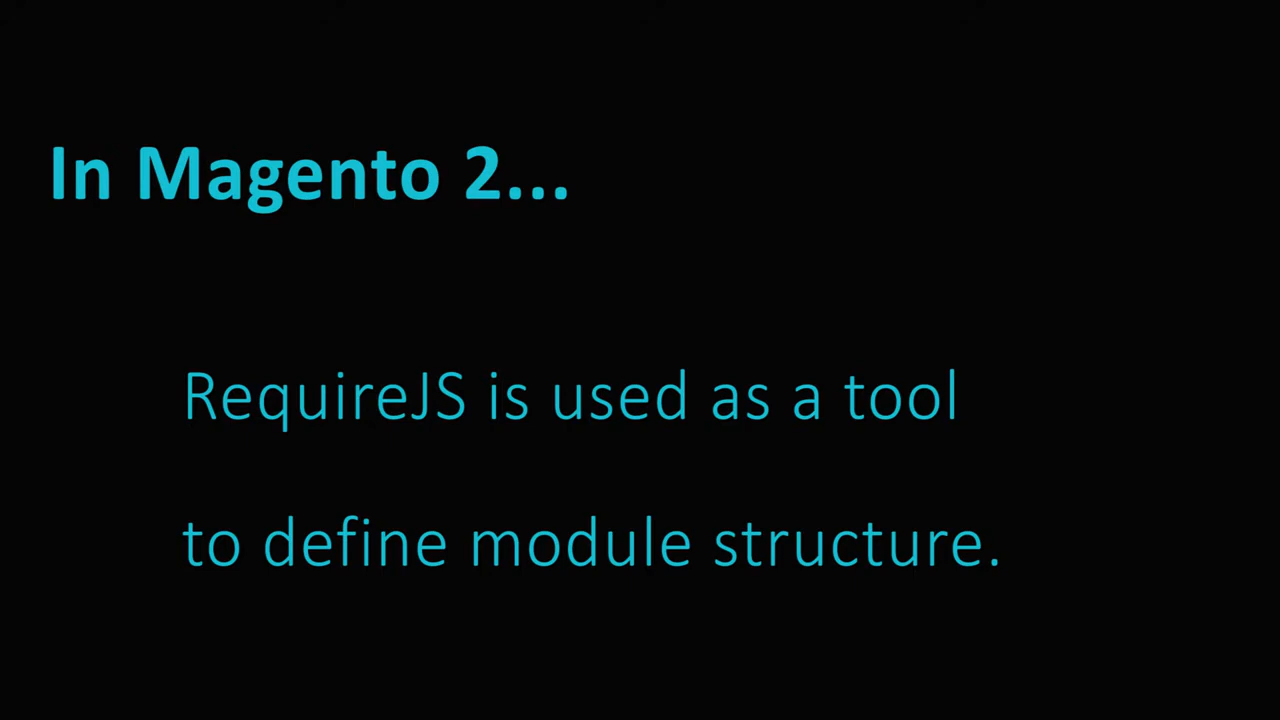 In Magento 2...
RequireJS is used as a tool
to define module structure.